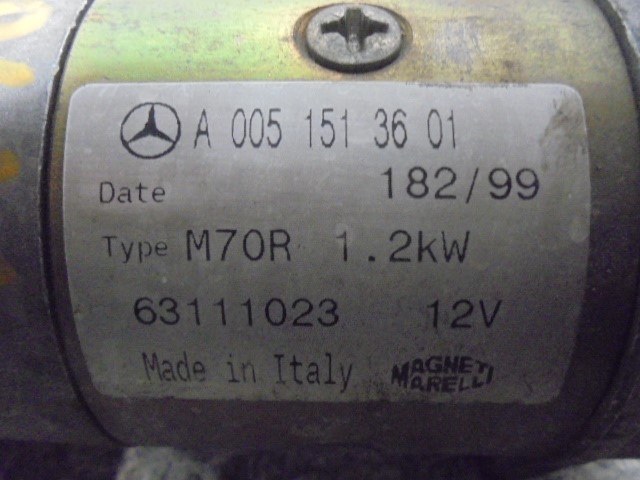 A 005 151 36 01
Date 182/99
Type M70R 1.2kW
63111023 12V
Made in Italy MAGNETI MARELLI